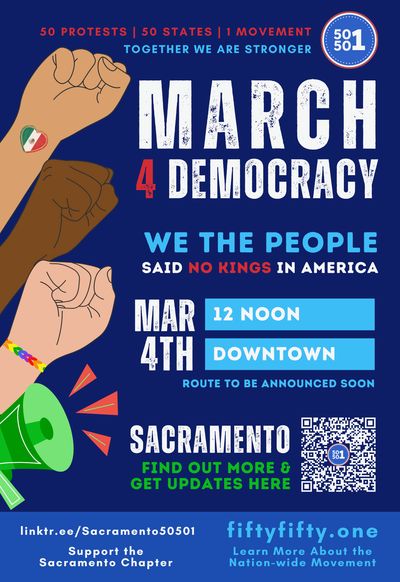 50 PROTESTS | 50 STATES | 1 MOVEMENT
TOGETHER WE ARE STRONGER
50
50
1
MARCH
4 DEMOCRACY
WE THE PEOPLE
SAID NO KINGS IN AMERICA
MAR
4TH
12 NOON
DOWNTOWN
ROUTE TO BE ANNOUNCED SOON
SACRAMENTO
FIND OUT MORE &
GET UPDATES HERE
50
50
1
linktr.ee/Sacramento50501
Support the
Sacramento Chapter
fiftyfifty.one
Learn More About the
Nation-wide Movement